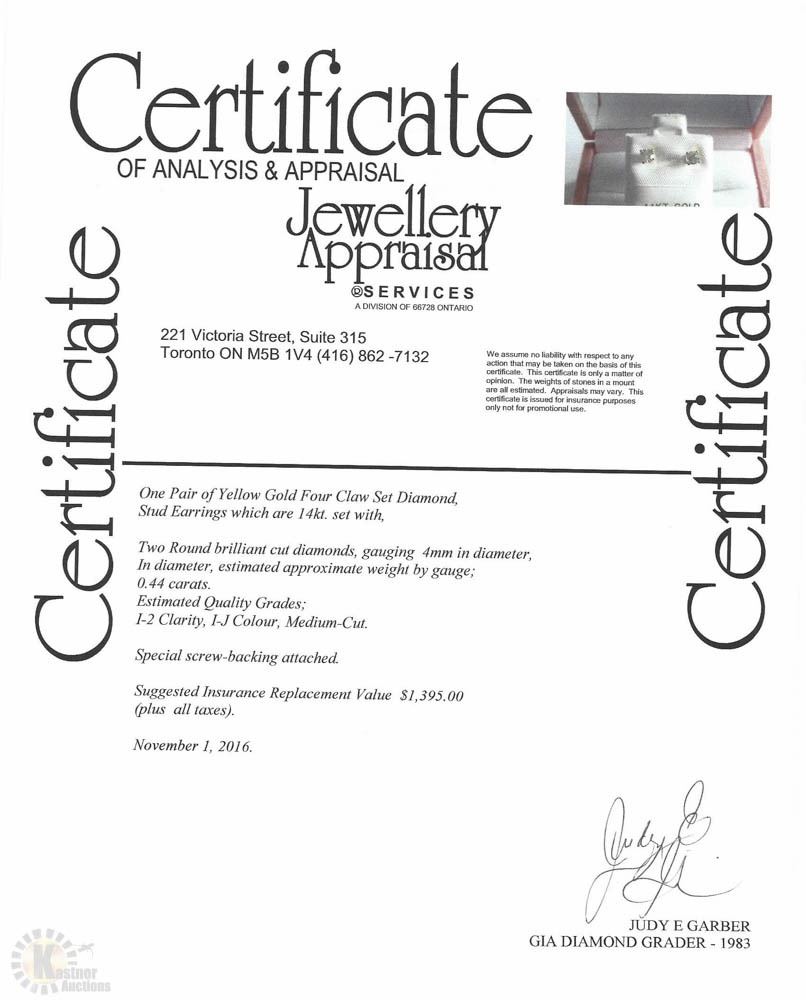 Certificate
OF ANALYSIS & APPRAISAL
Jewellery
Appraisal
®SERVICES
A DIVISION OF 66728 ONTARIO
14KT GOLD
Certificate
Certificate
221 Victoria Street, Suite 315
Toronto ON M5B 1V4 (416) 862 -7132
We assume no liability with respect to any
action that may be taken on the basis of this
certificate. This certificate is only a matter of
opinion. The weights of stones in a mount
are all estimated. Appraisals may vary. This
certificate is issued for insurance purposes
only not for promotional use.
One Pair of Yellow Gold Four Claw Set Diamond,
Stud Earrings which are 14kt. set with,
Two Round brilliant cut diamonds, gauging 4mm in diameter,
In diameter, estimated approximate weight by gauge;
0.44 carats.
Estimated Quality Grades;
I-2 Clarity, I-J Colour, Medium-Cut.
Special screw-backing attached.
Suggested Insurance Replacement Value $1,395.00
(plus all taxes).
November 1, 2016.
Judy E
JUDY E GARBER
GIA DIAMOND GRADER - 1983
Kastner
Auctions